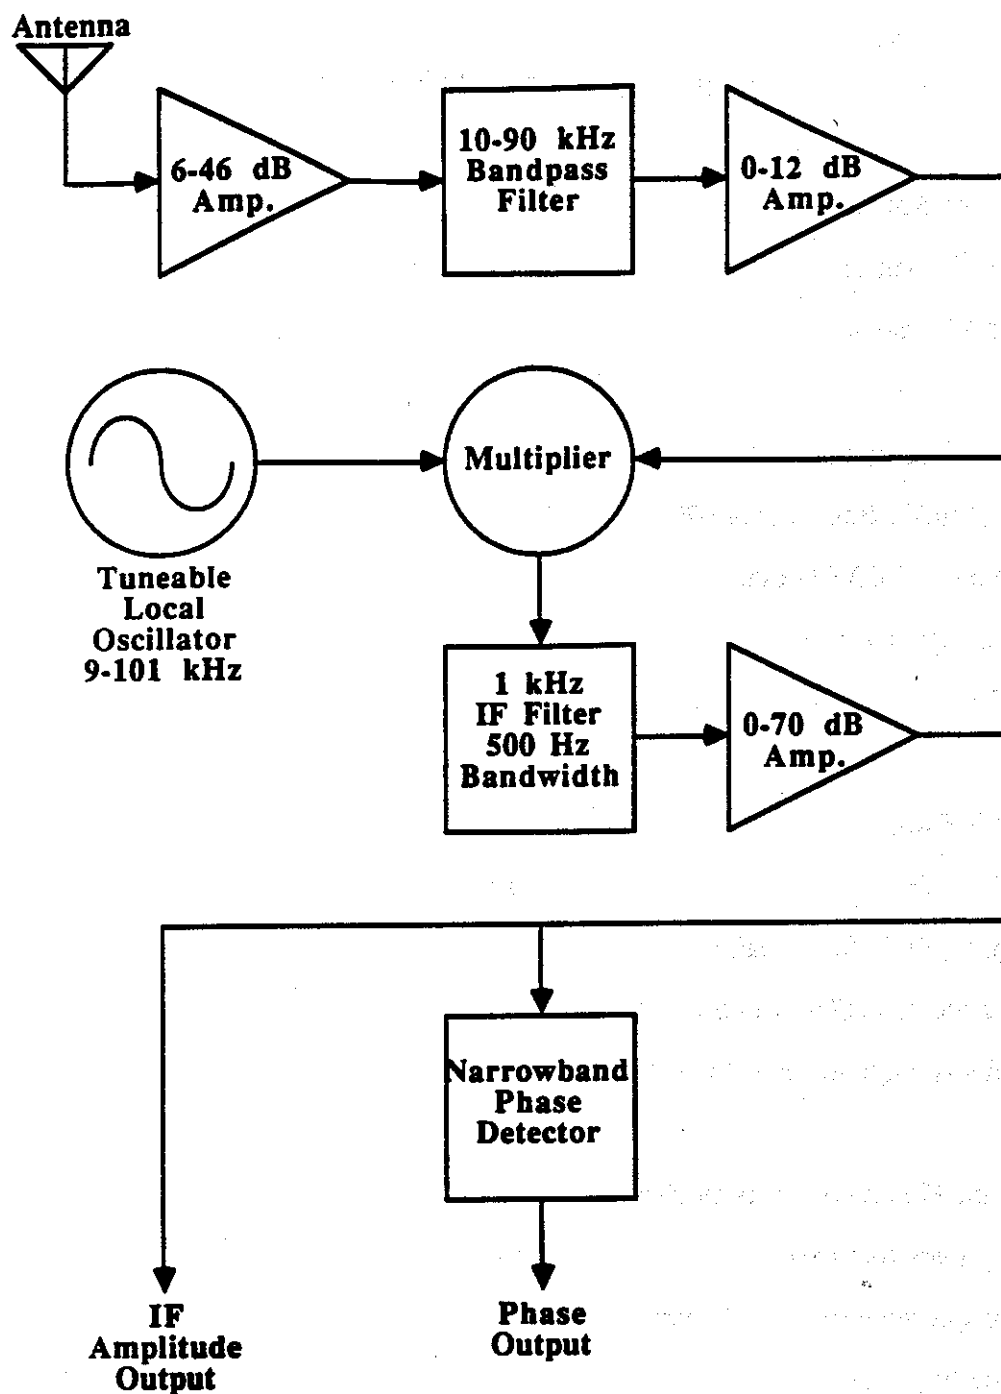 Antenna
6-46 dB
Amp.
10-90 kHz
Bandpass
Filter
0-12 dB
Amp.
Multiplier
Tuneable
Local
Oscillator
9-101 kHz
1 kHz
IF Filter
500 Hz
Bandwidth
0-70 dB
Amp.
Narrowband
Phase
Detector
IF
Amplitude
Output
Phase
Output